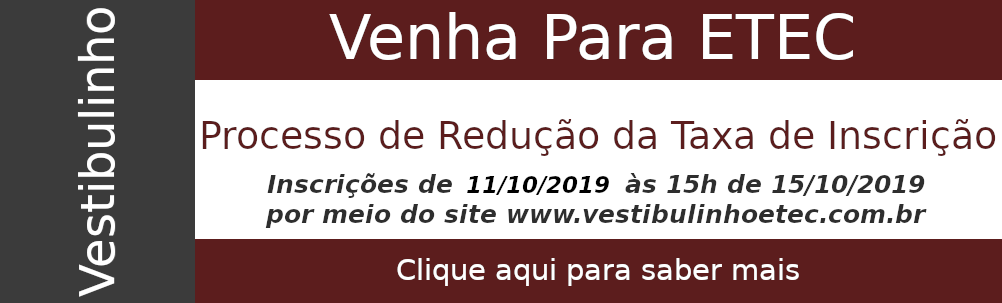 Vestibulinho
Venha Para ETEC
Processo de Redução da Taxa de Inscrição
Inscrições de 11/10/2019 às 15h de 15/10/2019
por meio do site www.vestibulinhoetec.com.br
Clique aqui para saber mais